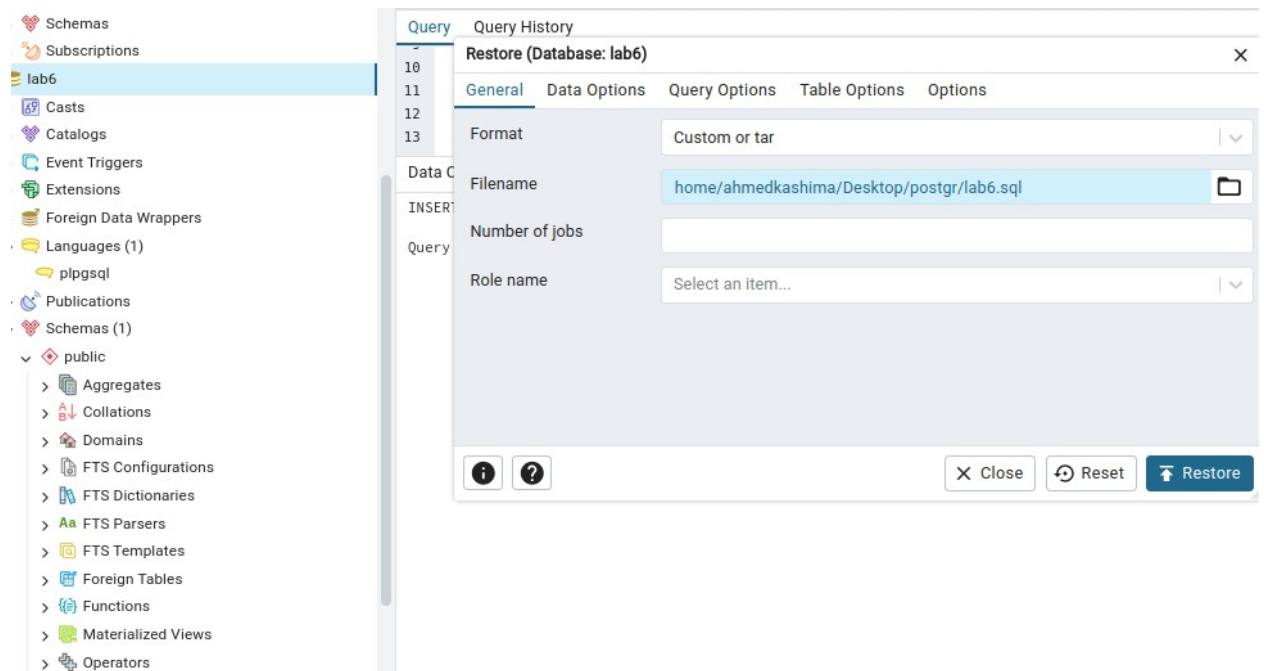 Schemas
Subscriptions
lab6
Casts
Catalogs
Event Triggers
Extensions
Foreign Data Wrappers
Languages (1)
plpgsql
Publications
Schemas (1)
public
Aggregates
Collations
Domains
FTS Configurations
FTS Dictionaries
Aa FTS Parsers
FTS Templates
Foreign Tables
Functions
Materialized Views
Operators
Query Query History
10
11
12
13
Data
INSERT
Query
Restore (Database: lab6)
General Data Options Query Options Table Options Options
Format Custom or tar
Filename home/ahmedkashima/Desktop/postgr/lab6.sql
Number of jobs
Role name Select an item...
Close Reset Restore